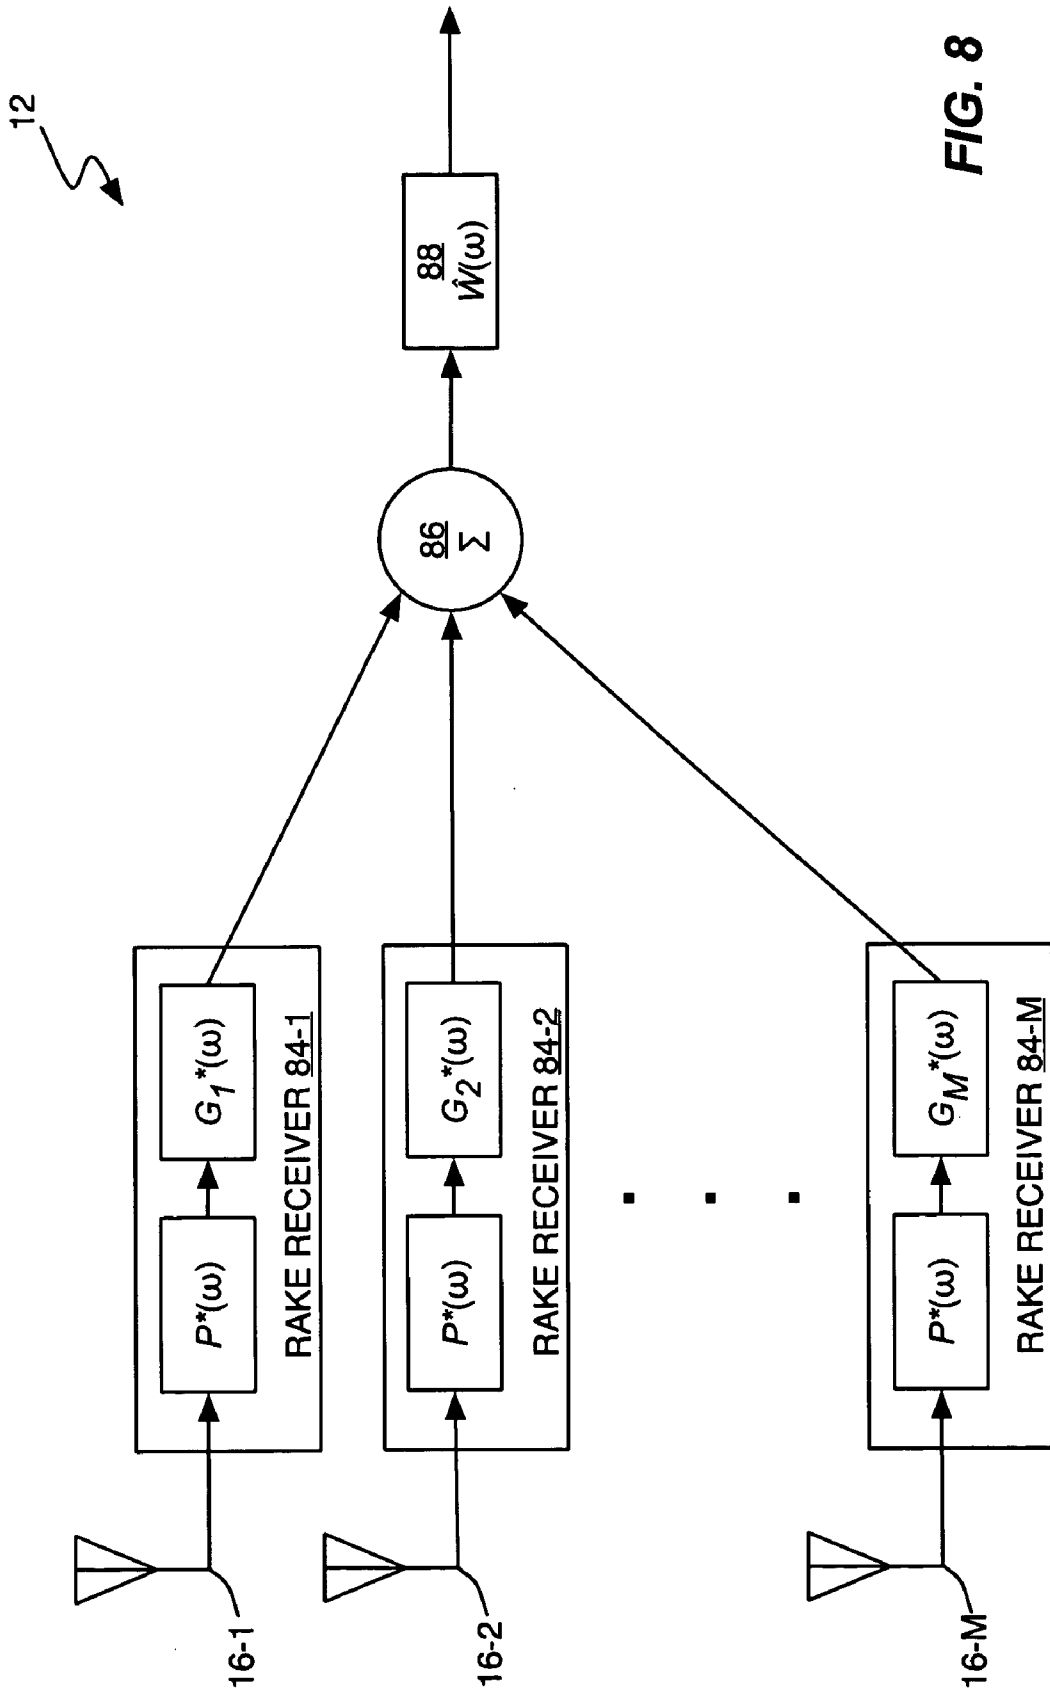 12
16-1
P*(ω)
G1*(ω)
RAKE RECEIVER 84-1
16-2
P*(ω)
G2*(ω)
RAKE RECEIVER 84-2
16-M
P*(ω)
GM*(ω)
RAKE RECEIVER 84-M
86
Σ
88
Ŵ(ω)
FIG. 8